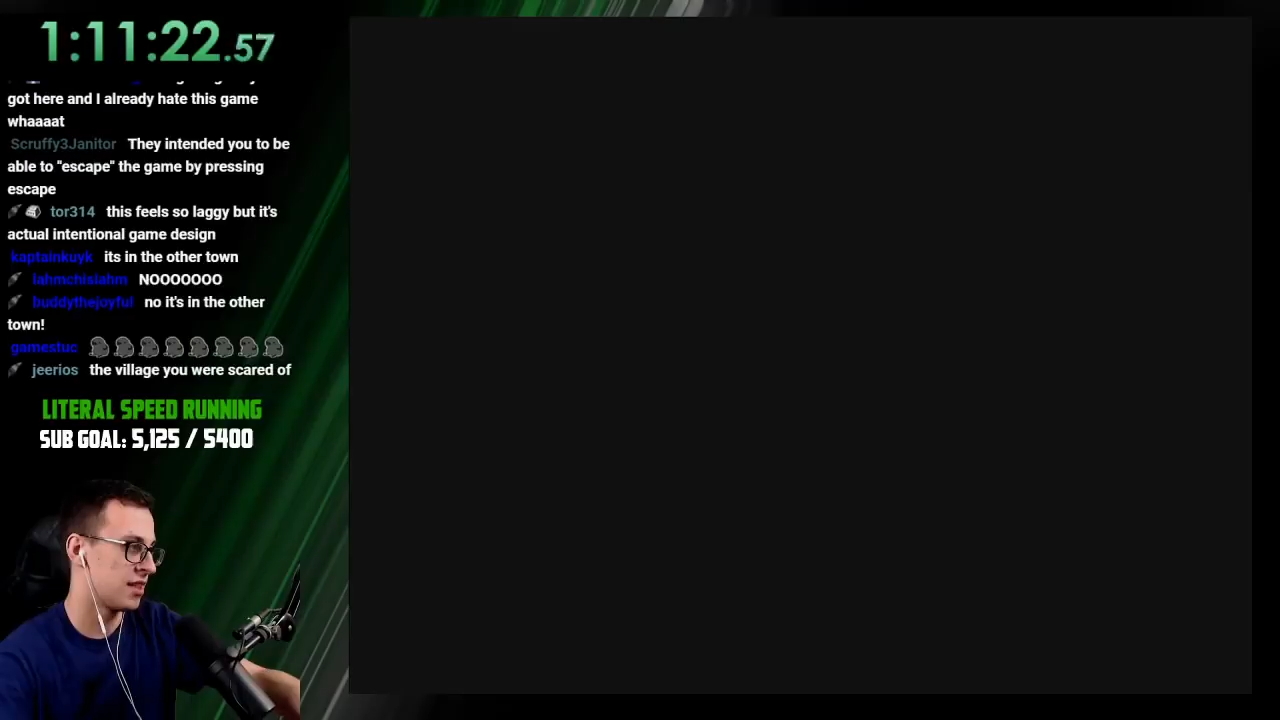 1:11:22.57
got here and I already hate this game
whaaaat
Scruffy3Janitor They intended you to be
able to "escape" the game by pressing
escape
tor314 this feels so laggy but it's
actual intentional game design
kaptainkuyk its in the other town
lahmchislahm NOOOOOOO
buddythejoyful no it's in the other
town!
gamestuc
jeerios the village you were scared of
LITERAL SPEED RUNNING
SUB GOAL: 5,125 / 5400